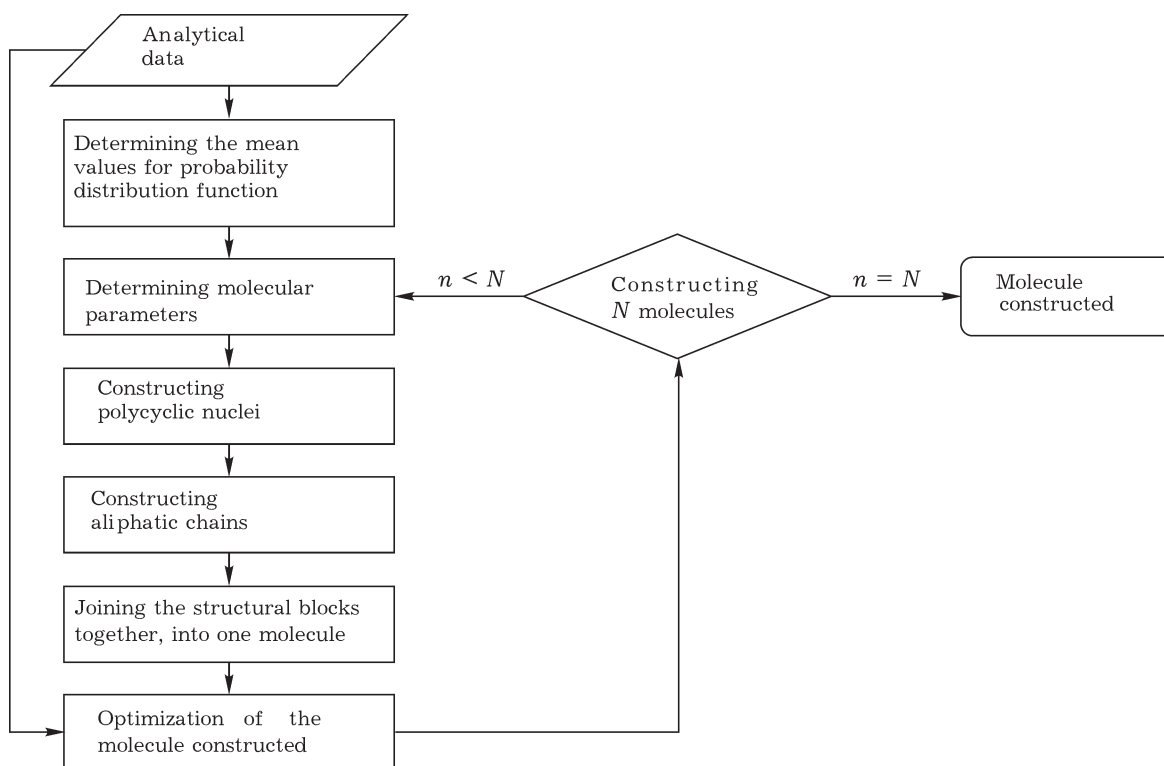 Analytical
data
Determining the mean
values for probability
distribution function
Determining molecular
parameters
Constructing
polycyclic nuclei
Constructing
aliphatic chains
Joining the structural blocks
together, into one molecule
Optimization of the
molecule constructed
n < N
Constructing
N molecules
n = N
Molecule
constructed